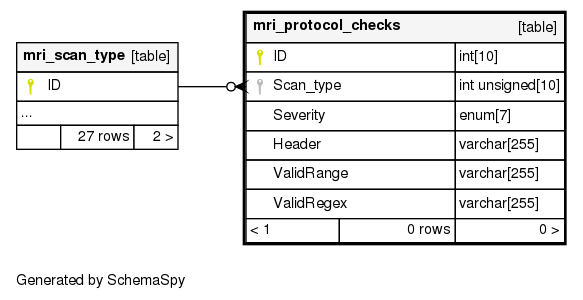 mri_scan_type [table]
ID
...
27 rows 2 >
mri_protocol_checks [table]
ID int[10]
Scan_type int unsigned[10]
Severity enum[7]
Header varchar[255]
ValidRange varchar[255]
ValidRegex varchar[255]
< 1 0 rows 0 >
Generated by SchemaSpy